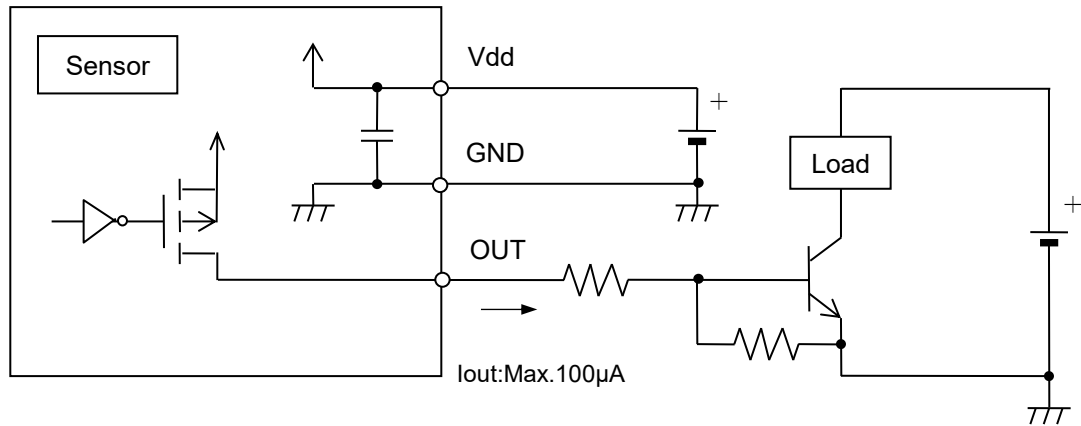 Sensor
Vdd
+
GND
Load
+
OUT
Iout:Max.100µA